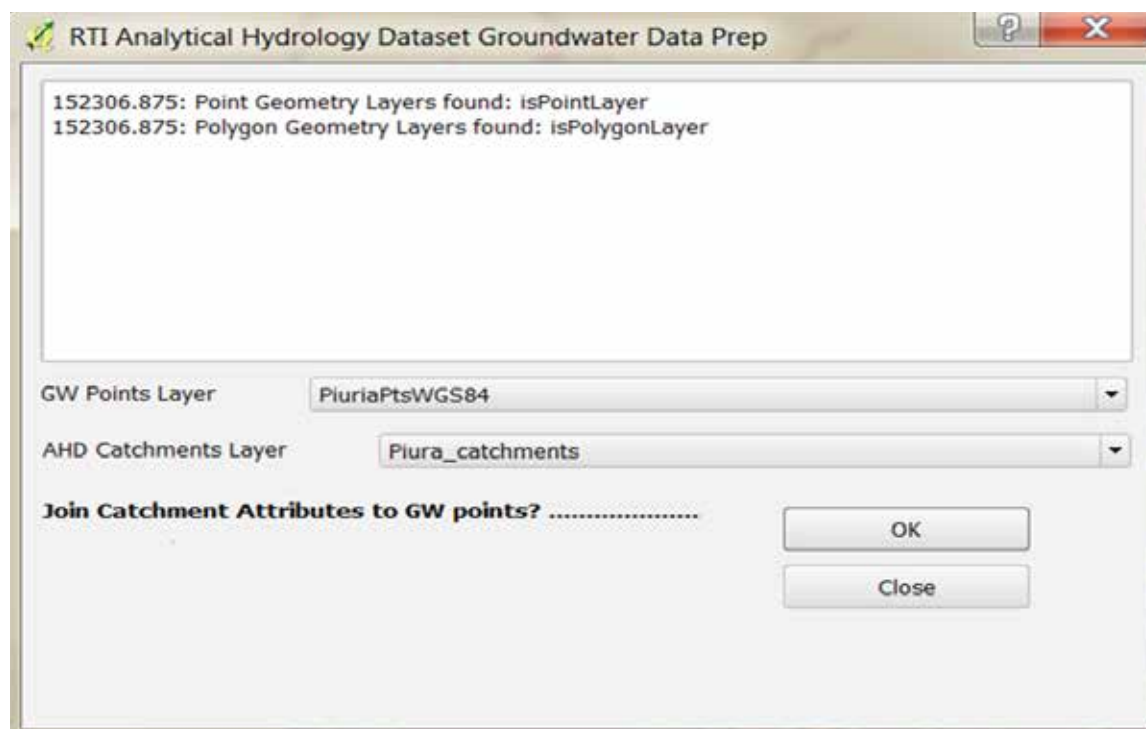 RTI Analytical Hydrology Dataset Groundwater Data Prep
152306.875: Point Geometry Layers found: isPointLayer
152306.875: Polygon Geometry Layers found: isPolygonLayer
GW Points Layer PiuriaPtsWGS84
AHD Catchments Layer Piura_catchments
Join Catchment Attributes to GW points? ....................
OK
Close